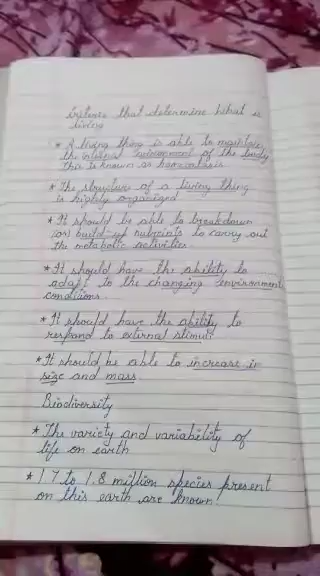 criteria that determine what is
living
* A living thing is able to maintain
the internal environment of the body
This is known as homeostasis
* The structure of a living thing
is highly organized
* It should be able to breakdown
(or) build-up nutrients to carry out
the metabolic activities
* It should have the ability to
adapt to the changing environment
conditions.
* It should have the ability to
respond to external stimuli
* It should be able to increase in
size and mass.
Biodiversity
* The variety and variability of
life on earth
* 1.7 to 1.8 million species present
on this earth are known.